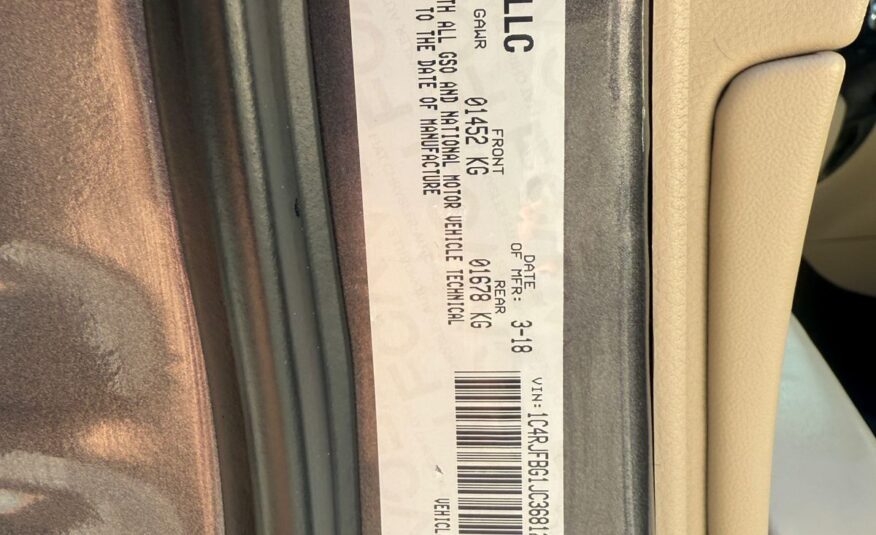 LLC
DATE
OF MFR: 3-18
VIN: 1C4RJFBG1JC36812
GAWR
FRONT
01452 KG
REAR
01678 KG
TH ALL GSO AND NATIONAL MOTOR VEHICLE TECHNICAL
TO THE DATE OF MANUFACTURE
VEHICL